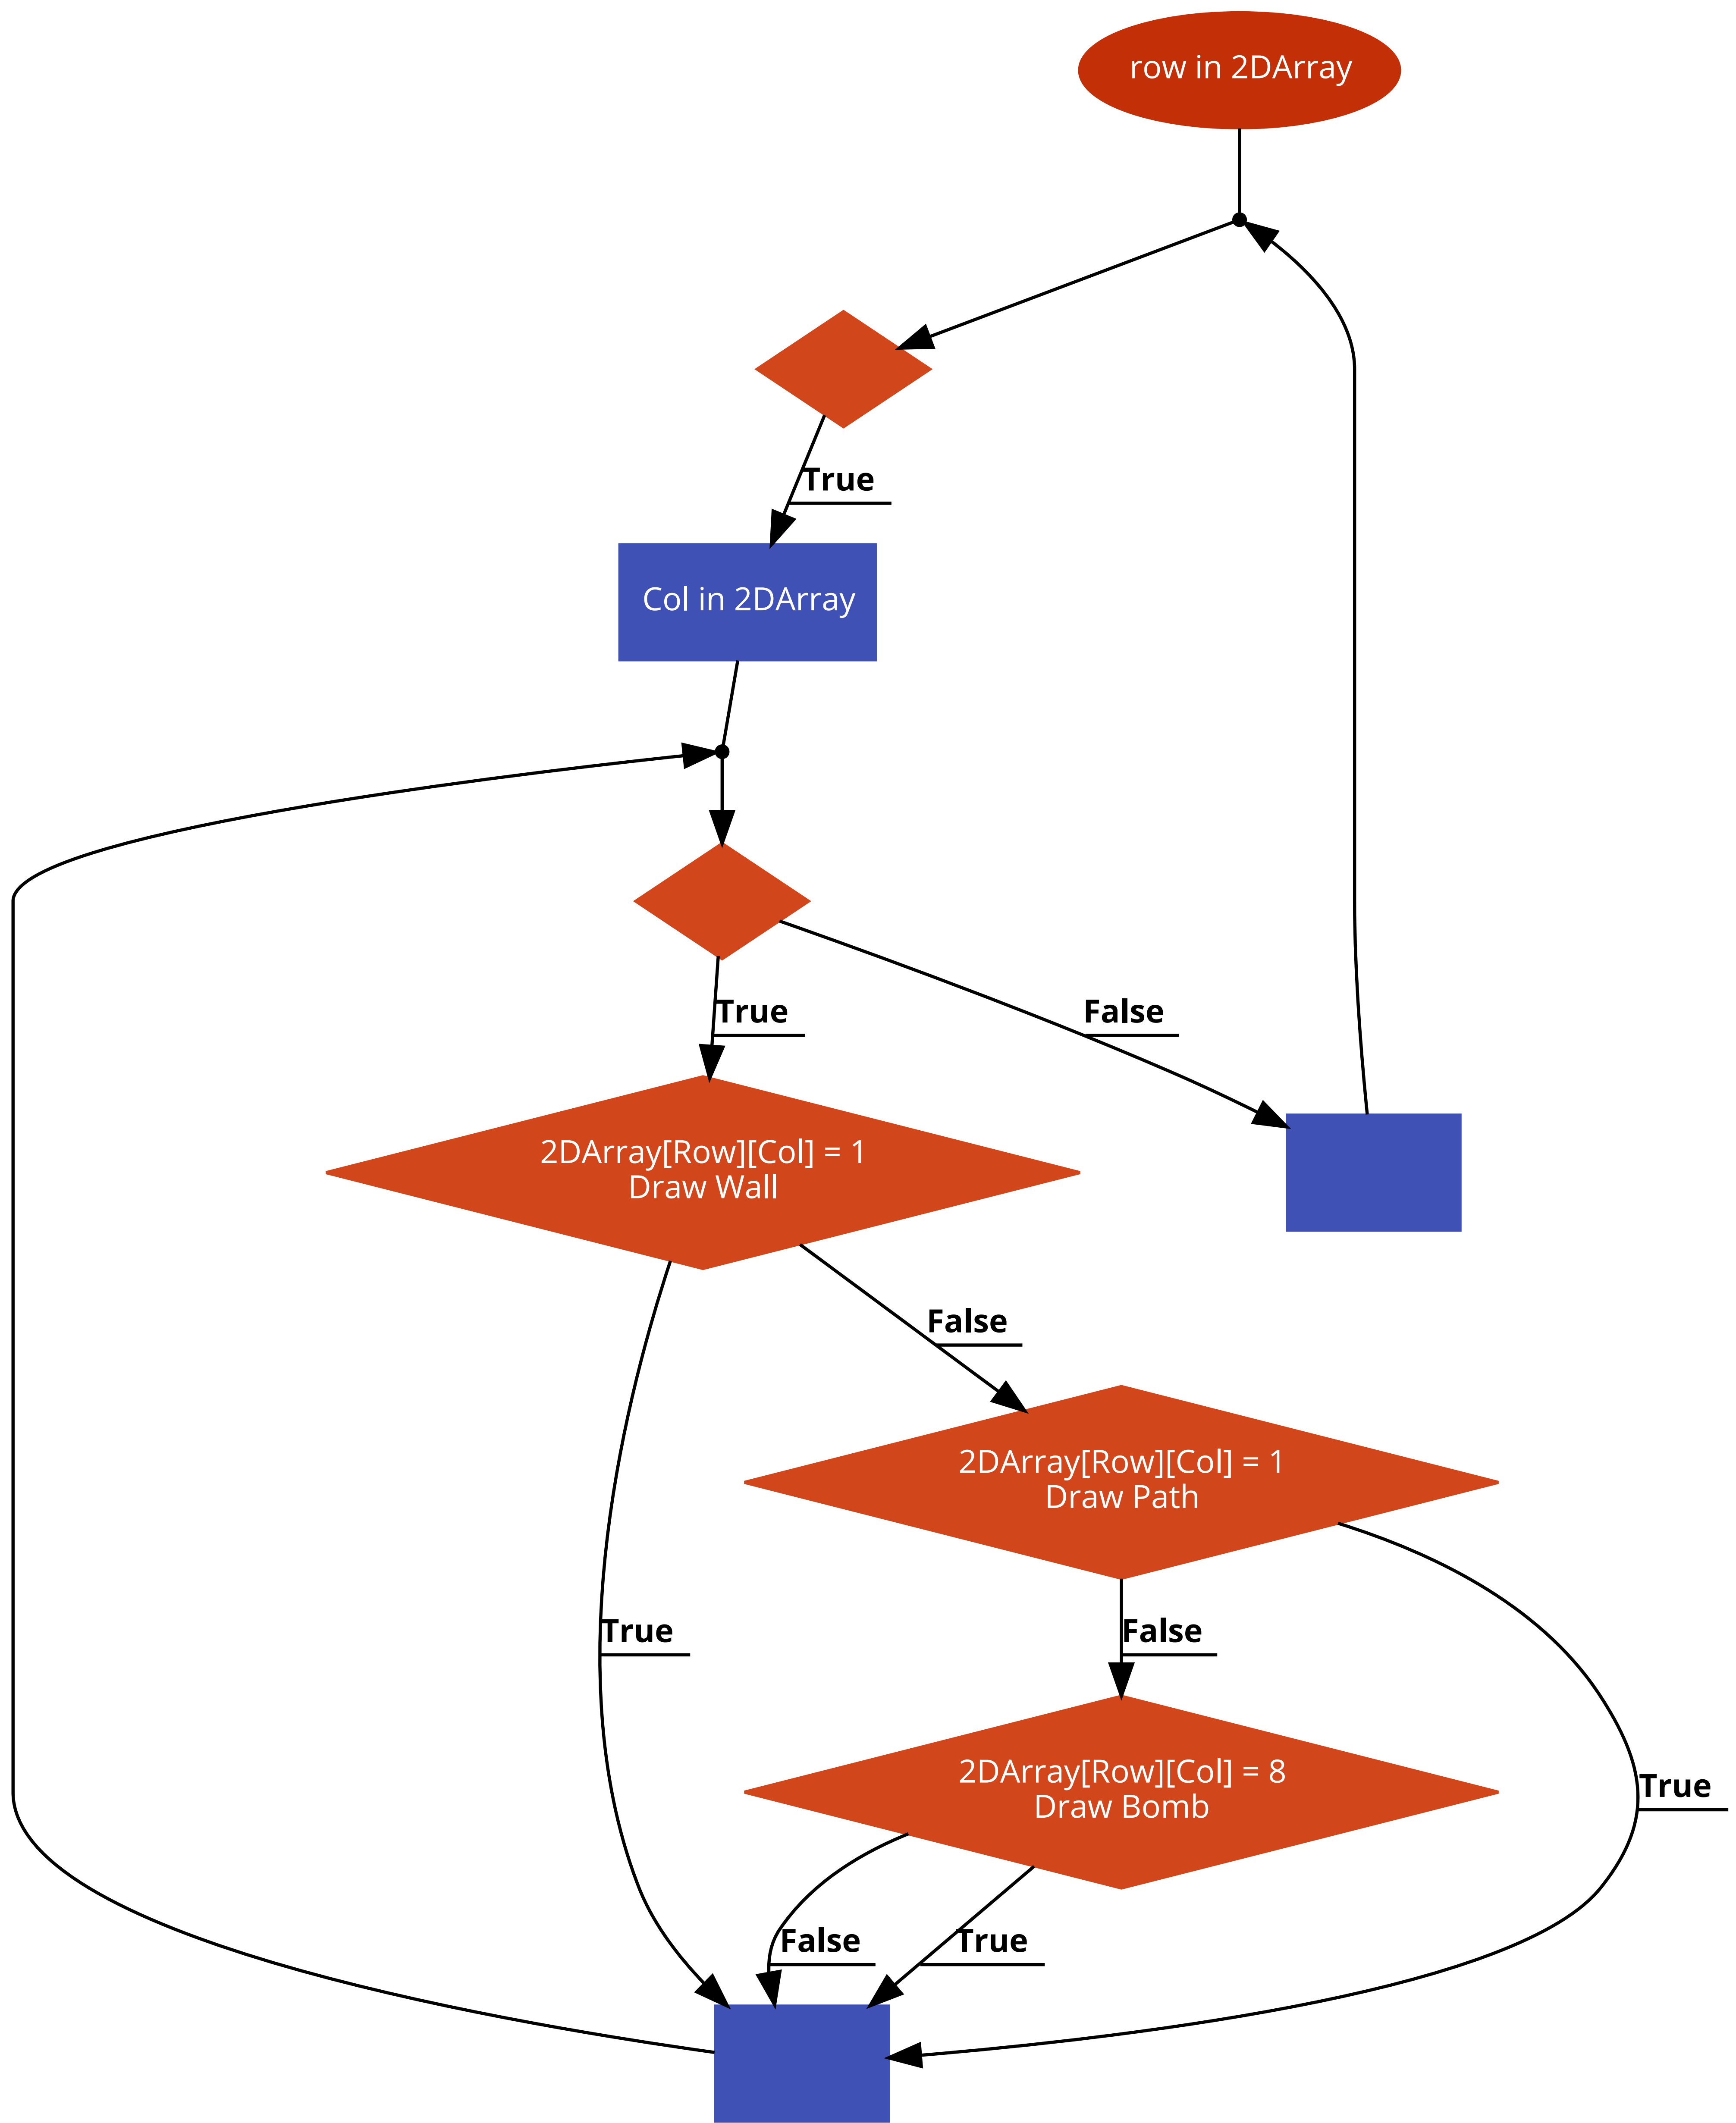 row in 2DArray
True
Col in 2DArray
True
False
2DArray[Row][Col] = 1
Draw Wall
False
2DArray[Row][Col] = 1
Draw Path
True
False
2DArray[Row][Col] = 8
Draw Bomb
True
False
True